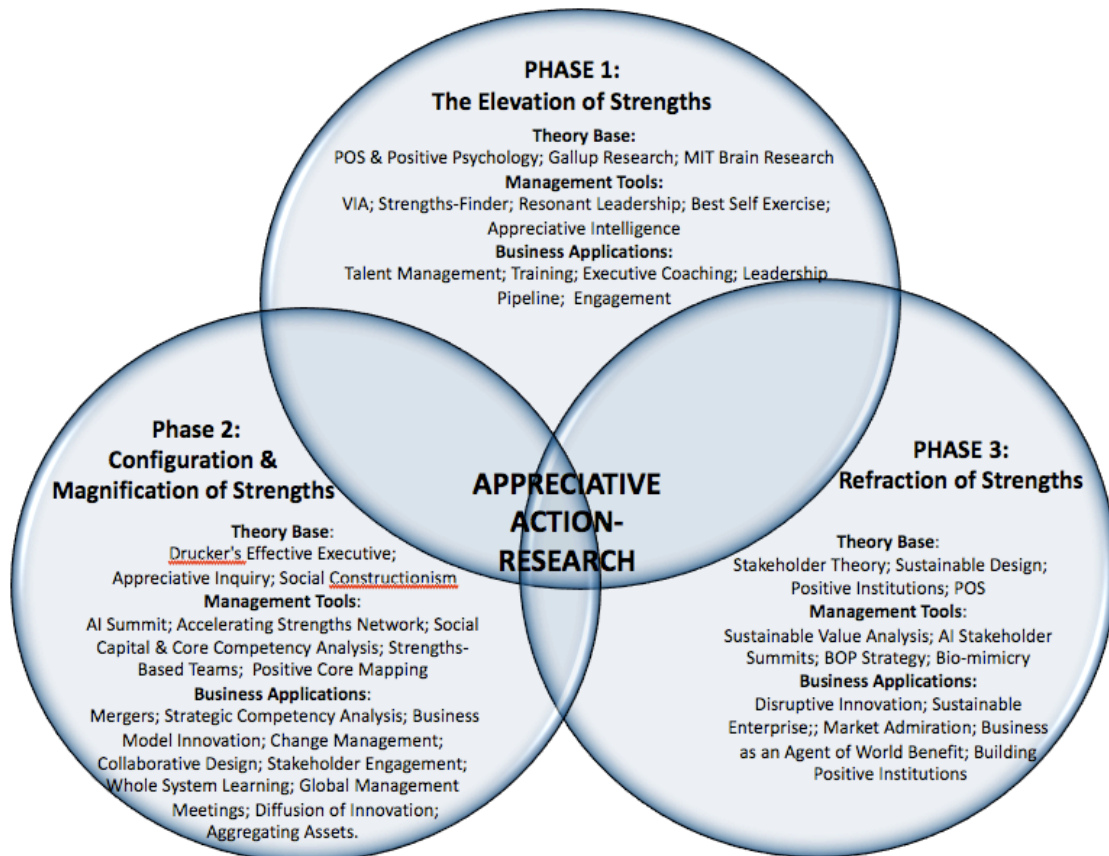 PHASE 1:
The Elevation of Strengths
Theory Base:
POS & Positive Psychology; Gallup Research; MIT Brain Research
Management Tools:
VIA; Strengths-Finder; Resonant Leadership; Best Self Exercise;
Appreciative Intelligence
Business Applications:
Talent Management; Training; Executive Coaching; Leadership
Pipeline; Engagement
Phase 2:
Configuration &
Magnification of Strengths
Theory Base:
Drucker's Effective Executive;
Appreciative Inquiry; Social Constructionism
Management Tools:
AI Summit; Accelerating Strengths Network; Social
Capital & Core Competency Analysis; Strengths-
Based Teams; Positive Core Mapping
Business Applications:
Mergers; Strategic Competency Analysis; Business
Model Innovation; Change Management;
Collaborative Design; Stakeholder Engagement;
Whole System Learning; Global Management
Meetings; Diffusion of Innovation;
Aggregating Assets.
APPRECIATIVE
ACTION-
RESEARCH
PHASE 3:
Refraction of Strengths
Theory Base:
Stakeholder Theory; Sustainable Design;
Positive Institutions; POS
Management Tools:
Sustainable Value Analysis; AI Stakeholder
Summits; BOP Strategy; Bio-mimicry
Business Applications:
Disruptive Innovation; Sustainable
Enterprise;; Market Admiration; Business
as an Agent of World Benefit; Building
Positive Institutions